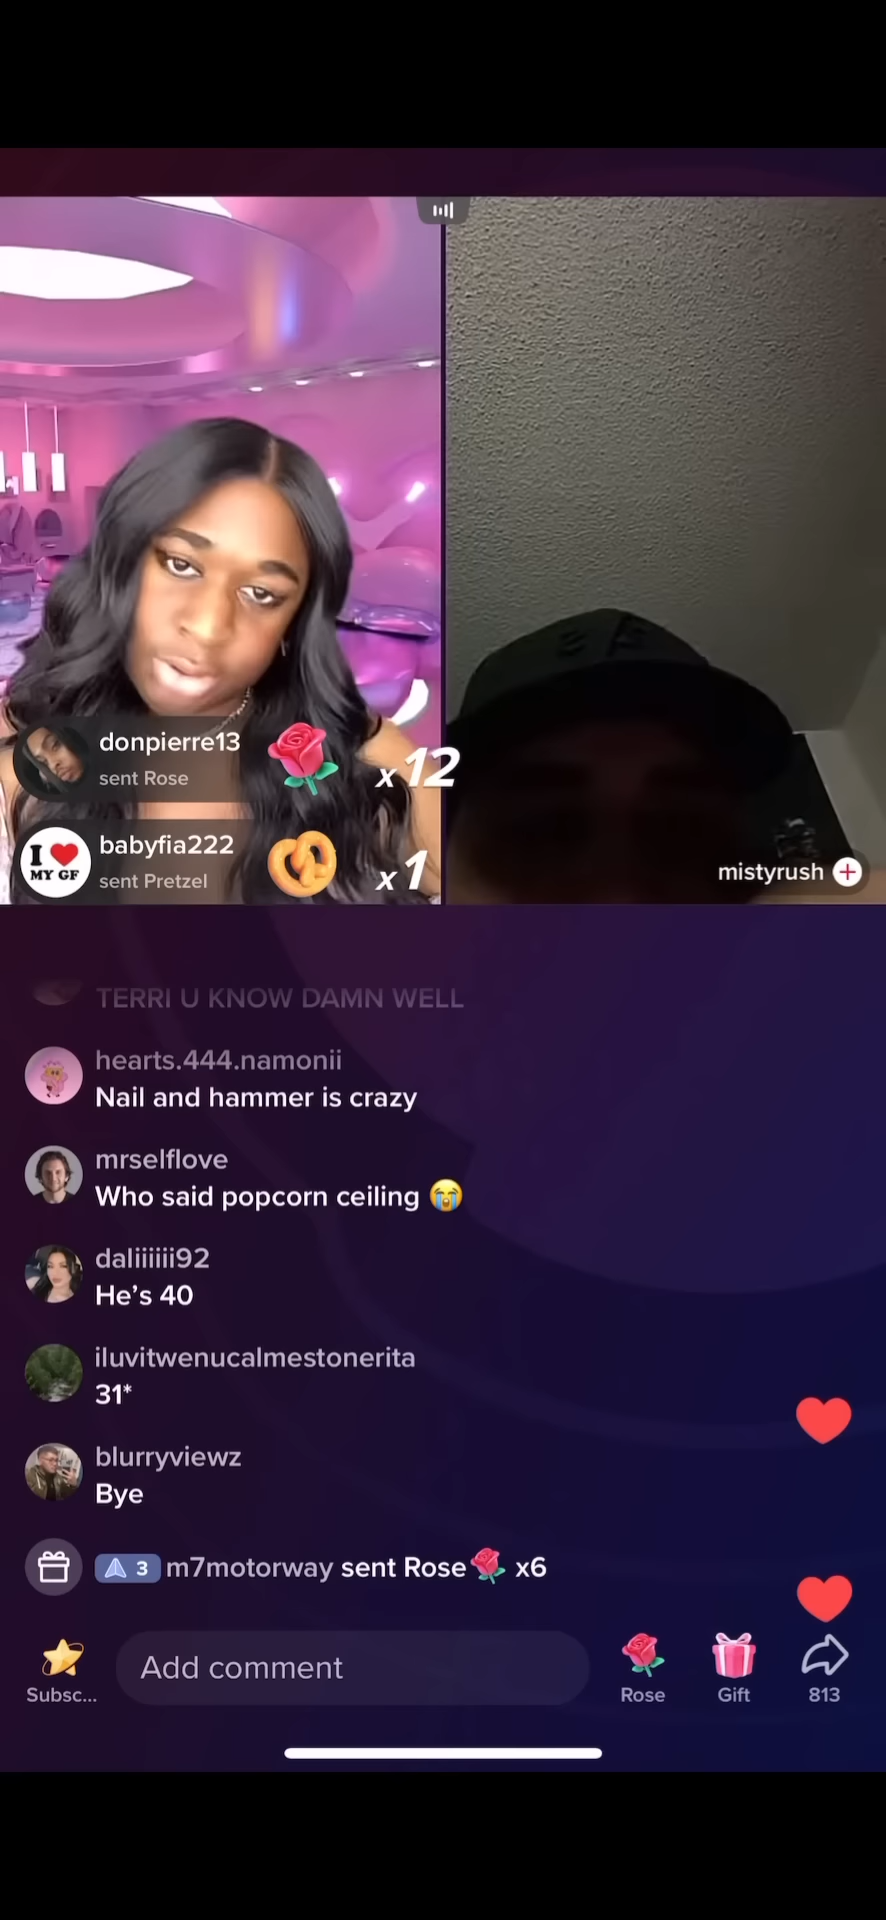 donpierre13
sent Rose
x12
I ❤️
MY GF
babyfia222
sent Pretzel
x1
mistyrush
TERRI U KNOW DAMN WELL
hearts.444.namonii
Nail and hammer is crazy
mrselflove
Who said popcorn ceiling 😭
daliiiiii92
He's 40
iluvitwenucalmestonerita
31*
blurryviewz
Bye
3 m7motorway sent Rose🌹 x6
Add comment
Subsc...
Rose
Gift
813